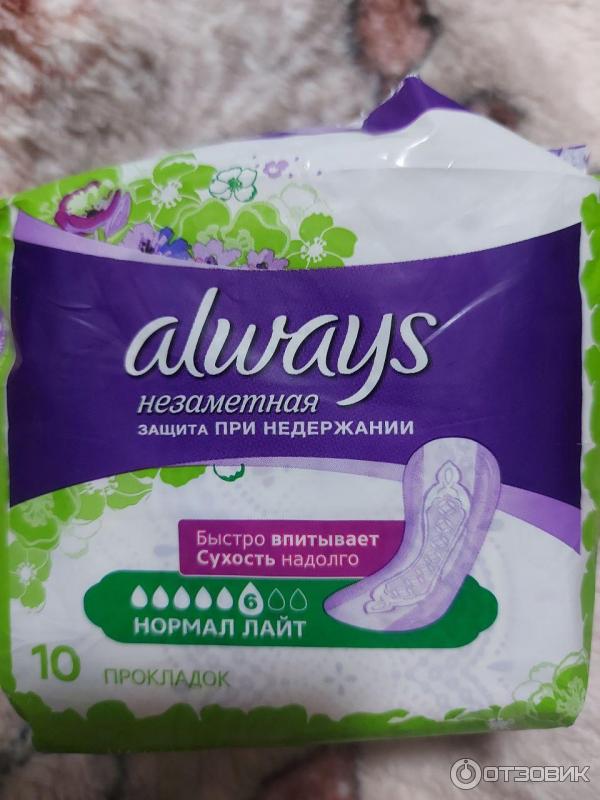 always
незаметная
ЗАЩИТА ПРИ НЕДЕРЖАНИИ
Быстро впитывает
Сухость надолго
6
НОРМАЛ ЛАЙТ
10 ПРОКЛАДОК
ОТЗОВИК